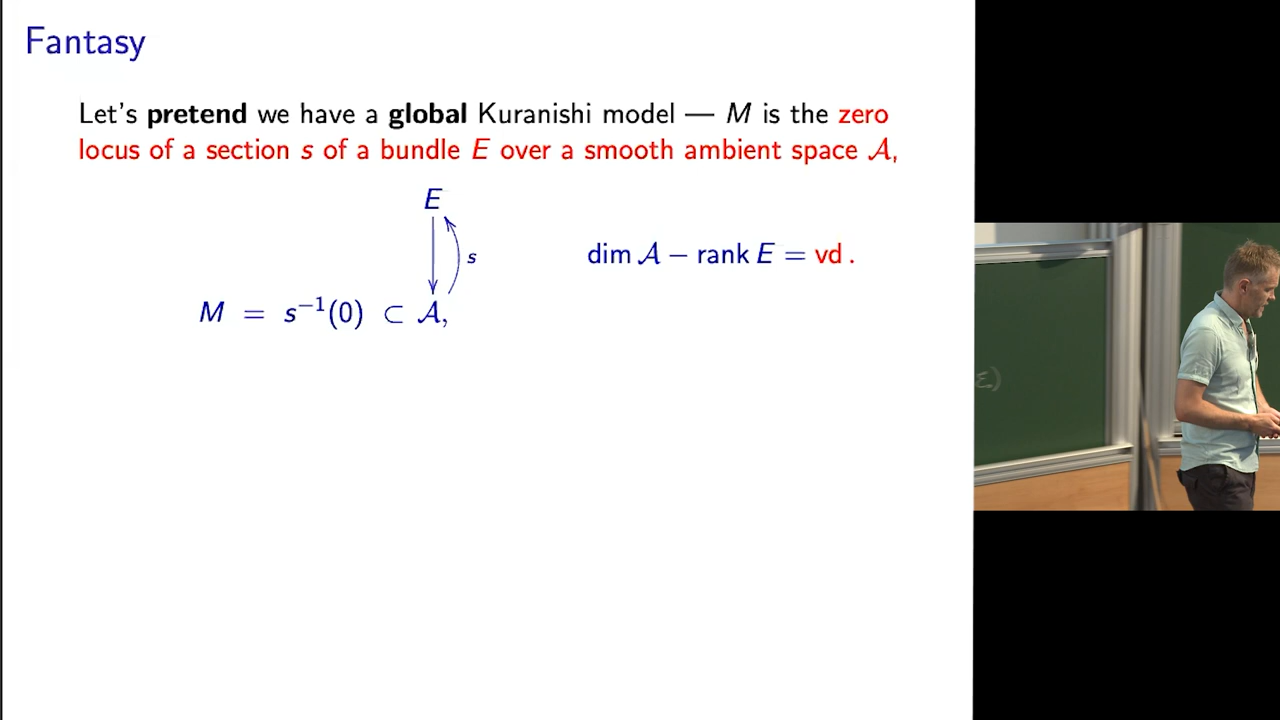 Fantasy
Let's pretend we have a global Kuranishi model — M is the zero
locus of a section s of a bundle E over a smooth ambient space 𝒜,
E
s
dim 𝒜 − rank E = vd .
M = s⁻¹(0) ⊂ 𝒜,
ε)